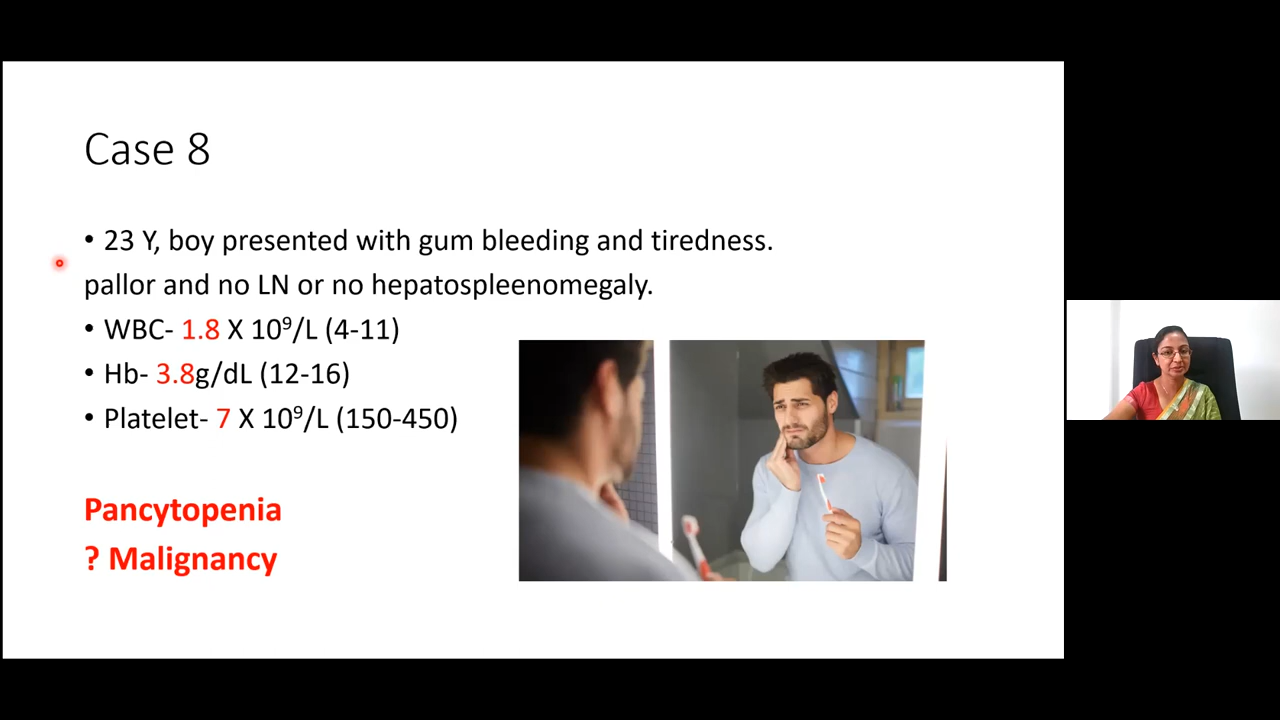 Case 8
• 23 Y, boy presented with gum bleeding and tiredness.
pallor and no LN or no hepatospleenomegaly.
• WBC- 1.8 X 10⁹/L (4-11)
• Hb- 3.8g/dL (12-16)
• Platelet- 7 X 10⁹/L (150-450)
Pancytopenia
? Malignancy